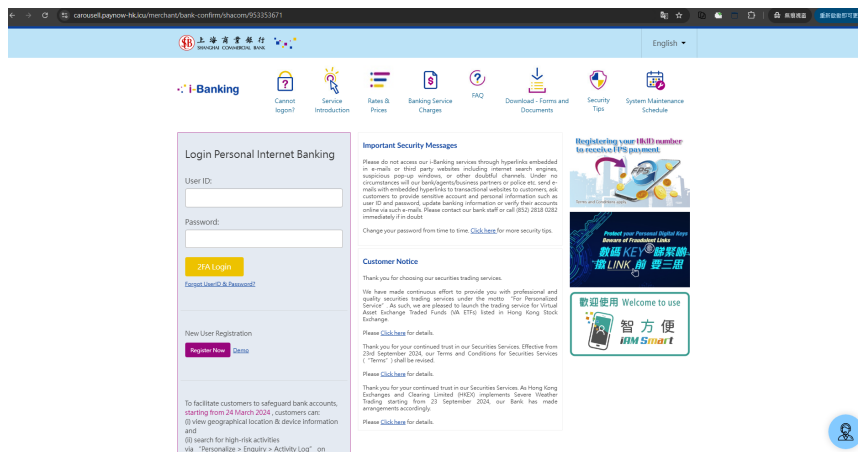 carousell.paynow-hk.icu/merchant/bank-confirm/shacom/953353671
上海商業銀行
SHANGHAI COMMERCIAL BANK
English
i-Banking
Cannot logon?
Service Introduction
Rates & Prices
Banking Service Charges
FAQ
Download - Forms and Documents
Security Tips
System Maintenance Schedule
Login Personal Internet Banking
User ID:
Password:
2FA Login
Forgot UserID & Password?
New User Registration
Register Now
Demo
To facilitate customers to safeguard bank accounts,
starting from 24 March 2024 , customers can:
(i) view geographical location & device information
and
(ii) search for high-risk activities
via "Personalize > Enquiry > Activity Log" on
Important Security Messages
Please do not access our i-Banking services through hyperlinks embedded
in e-mails or third party websites including internet search engines,
suspicious pop-up windows, or other doubtful channels. Under no
circumstances will our bank/agents/business partners or police etc. send e-
mails with embedded hyperlinks to transactional websites to customers, ask
customers to provide sensitive account and personal information such as
user ID and password, update banking information or verify their accounts
online via such e-mails. Please contact our bank staff or call (852) 2818 0282
immediately if in doubt
Change your password from time to time. Click here for more security tips.
Customer Notice
Thank you for choosing our securities trading services.
We have made continuous effort to provide you with professional and
quality securities trading services under the motto "For Personalized
Service" . As such, we are pleased to launch the trading service for Virtual
Asset Exchange Traded Funds (VA ETFs) listed in Hong Kong Stock
Exchange.
Please Click here for details.
Thank you for your continued trust in our Securities Services. Effective from
23rd September 2024, our Terms and Conditions for Securities Services
( "Terms" ) shall be revised.
Please Click here for details.
Thank you for your continued trust in our Securities Services. As Hong Kong
Exchanges and Clearing Limited (HKEX) implements Severe Weather
Trading starting from 23 September 2024, our Bank has made
arrangements accordingly.
Please Click here for details.
Registering your HKID number
to receive FPS payment
FPS
Terms and Conditions apply
Protect your Personal Digital Keys
Beware of Fraudulent Links
數碼 KEY 睇緊啲
撳 LINK 前 要三思
歡迎使用 Welcome to use
智方便
iAM Smart